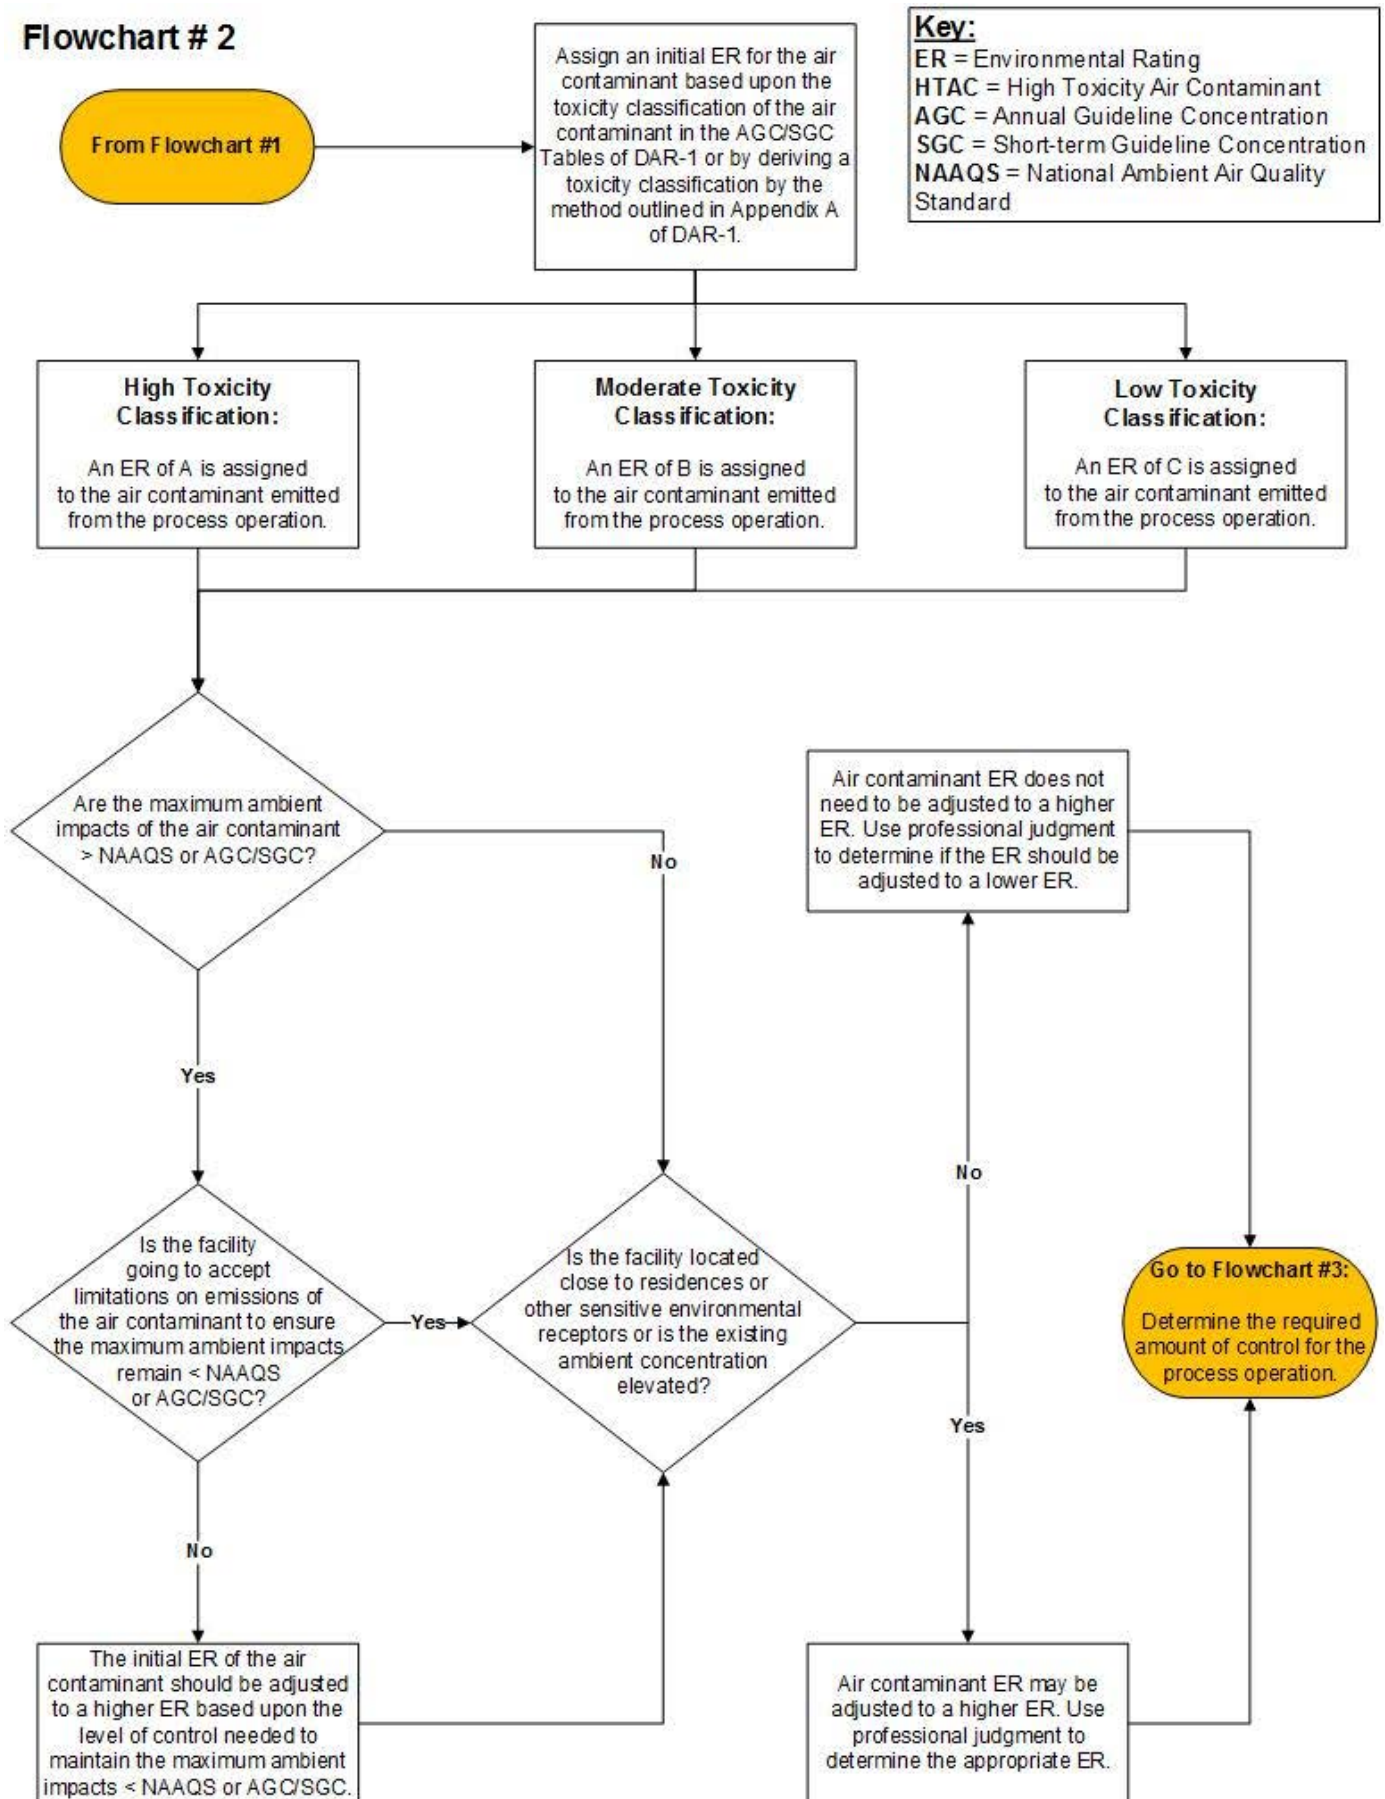 Flowchart # 2
Key:
ER = Environmental Rating
HTAC = High Toxicity Air Contaminant
AGC = Annual Guideline Concentration
SGC = Short-term Guideline Concentration
NAAQS = National Ambient Air Quality
Standard
From Flowchart #1
Assign an initial ER for the air
contaminant based upon the
toxicity classification of the air
contaminant in the AGC/SGC
Tables of DAR-1 or by deriving a
toxicity classification by the
method outlined in Appendix A
of DAR-1.
High Toxicity
Classification:
An ER of A is assigned
to the air contaminant emitted
from the process operation.
Moderate Toxicity
Classification:
An ER of B is assigned
to the air contaminant emitted
from the process operation.
Low Toxicity
Classification:
An ER of C is assigned
to the air contaminant emitted
from the process operation.
Are the maximum ambient
impacts of the air contaminant
> NAAQS or AGC/SGC?
No
Yes
Air contaminant ER does not
need to be adjusted to a higher
ER. Use professional judgment
to determine if the ER should be
adjusted to a lower ER.
No
Is the facility
going to accept
limitations on emissions of
the air contaminant to ensure
the maximum ambient impacts
remain < NAAQS
or AGC/SGC?
Yes
Is the facility located
close to residences or
other sensitive environmental
receptors or is the existing
ambient concentration
elevated?
Go to Flowchart #3:
Determine the required
amount of control for the
process operation.
Yes
No
The initial ER of the air
contaminant should be adjusted
to a higher ER based upon the
level of control needed to
maintain the maximum ambient
impacts < NAAQS or AGC/SGC.
Air contaminant ER may be
adjusted to a higher ER. Use
professional judgment to
determine the appropriate ER.